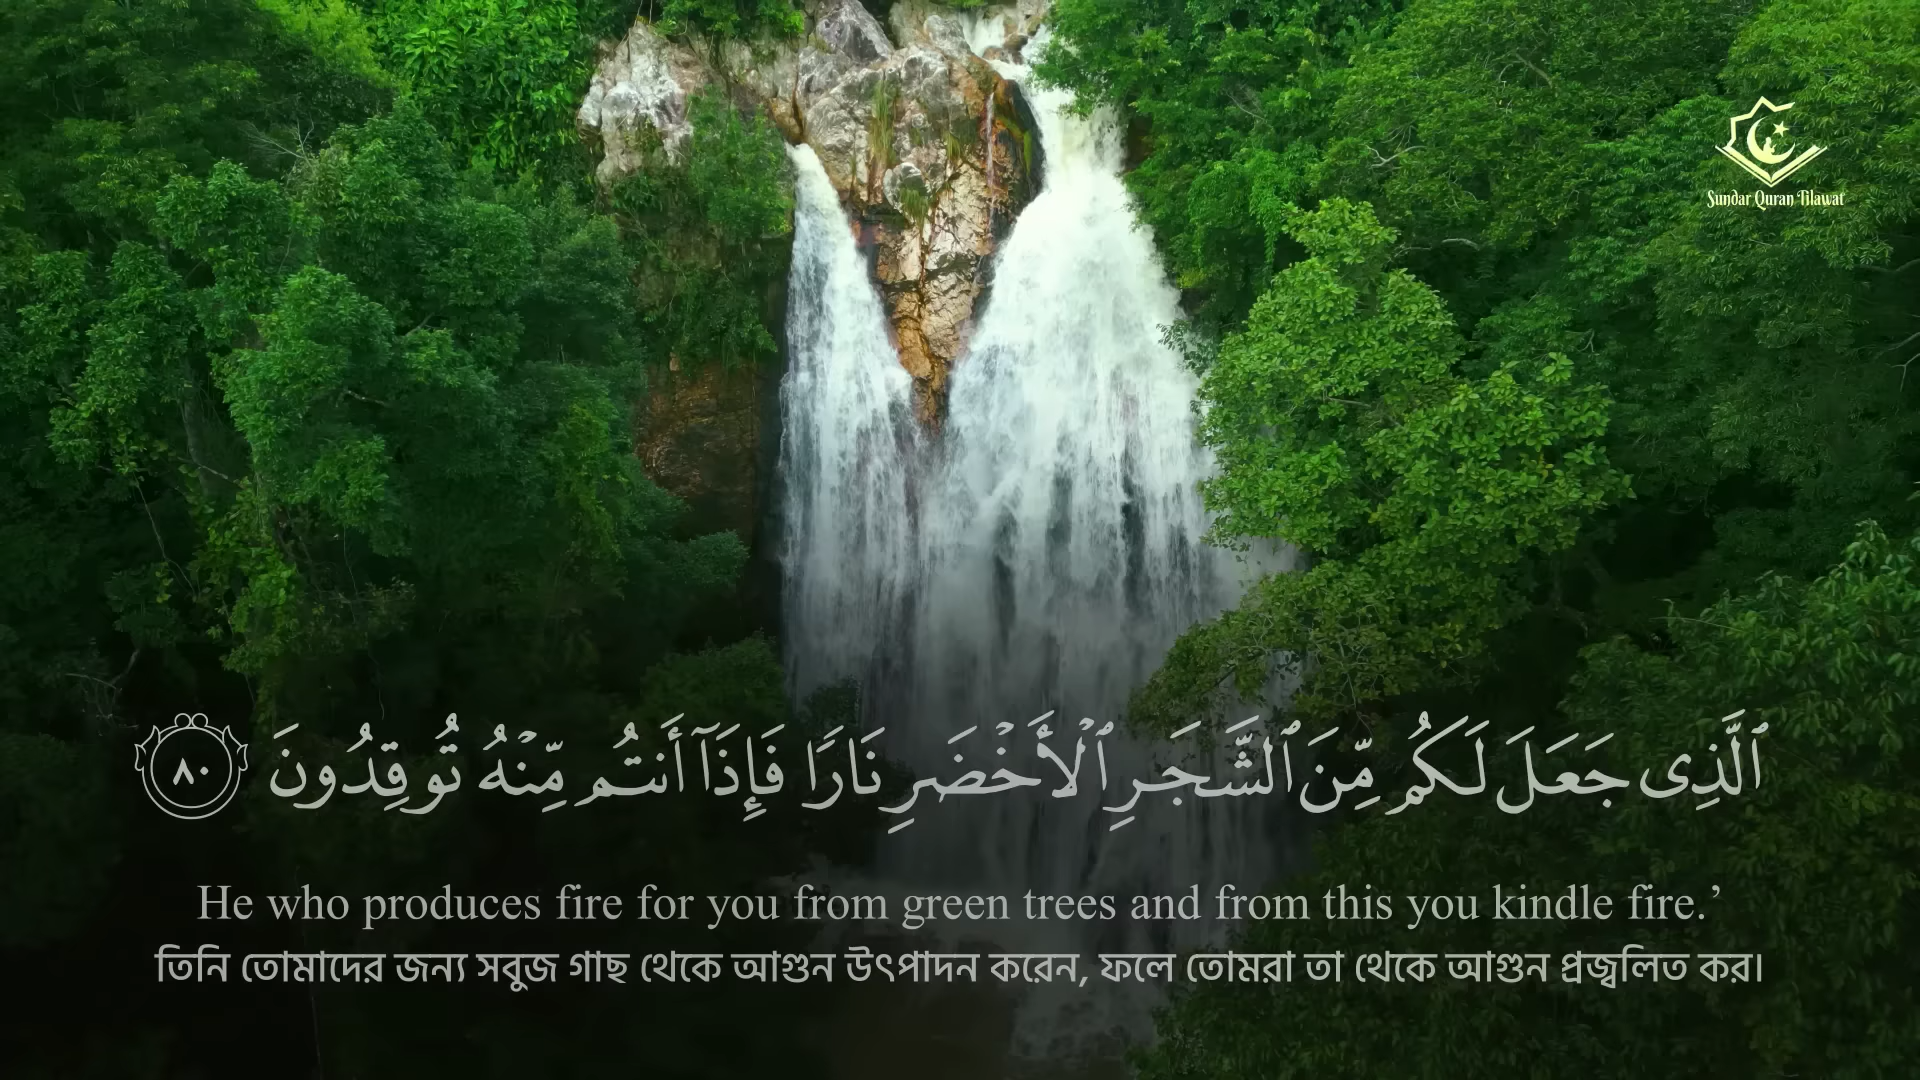 Sundar Quran Tilawat
ٱلَّذِى جَعَلَ لَكُم مِّنَ ٱلشَّجَرِ ٱلْأَخْضَرِ نَارًا فَإِذَآ أَنتُم مِّنْهُ تُوقِدُونَ ٨٠
He who produces fire for you from green trees and from this you kindle fire.’
তিনি তোমাদের জন্য সবুজ গাছ থেকে আগুন উৎপাদন করেন, ফলে তোমরা তা থেকে আগুন প্রজ্বলিত কর।